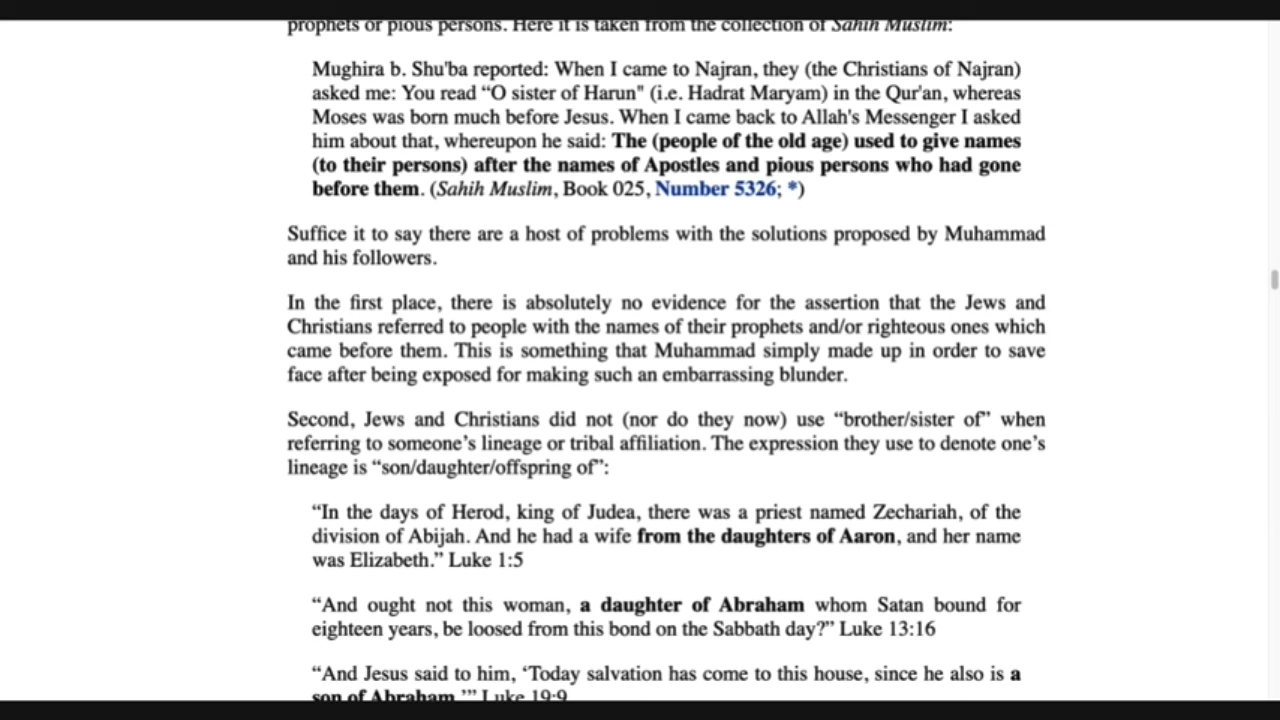 prophets or pious persons. Here it is taken from the collection of Sahih Muslim:
Mughira b. Shu'ba reported: When I came to Najran, they (the Christians of Najran)
asked me: You read “O sister of Harun" (i.e. Hadrat Maryam) in the Qur'an, whereas
Moses was born much before Jesus. When I came back to Allah's Messenger I asked
him about that, whereupon he said: The (people of the old age) used to give names
(to their persons) after the names of Apostles and pious persons who had gone
before them. (Sahih Muslim, Book 025, Number 5326; *)
Suffice it to say there are a host of problems with the solutions proposed by Muhammad
and his followers.
In the first place, there is absolutely no evidence for the assertion that the Jews and
Christians referred to people with the names of their prophets and/or righteous ones which
came before them. This is something that Muhammad simply made up in order to save
face after being exposed for making such an embarrassing blunder.
Second, Jews and Christians did not (nor do they now) use “brother/sister of” when
referring to someone’s lineage or tribal affiliation. The expression they use to denote one’s
lineage is “son/daughter/offspring of”:
“In the days of Herod, king of Judea, there was a priest named Zechariah, of the
division of Abijah. And he had a wife from the daughters of Aaron, and her name
was Elizabeth.” Luke 1:5
“And ought not this woman, a daughter of Abraham whom Satan bound for
eighteen years, be loosed from this bond on the Sabbath day?” Luke 13:16
“And Jesus said to him, ‘Today salvation has come to this house, since he also is a
son of Abraham.’” Luke 19:9